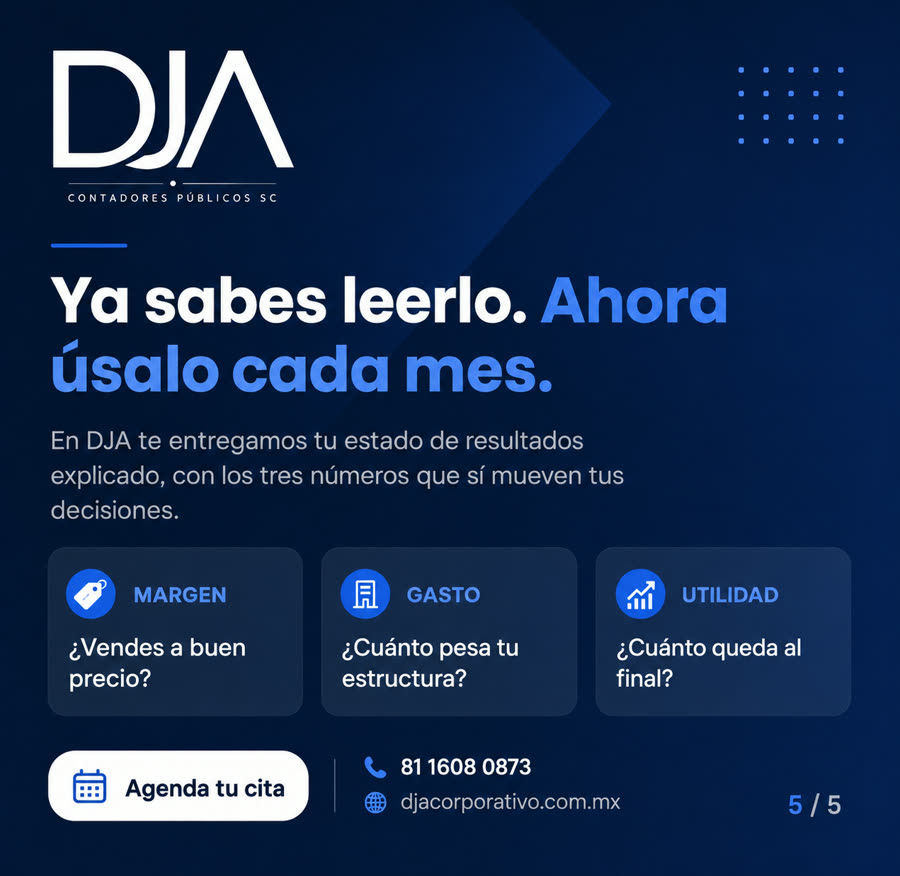 DJA
CONTADORES PÚBLICOS SC
Ya sabes leerlo. Ahora
úsalo cada mes.
En DJA te entregamos tu estado de resultados
explicado, con los tres números que sí mueven tus
decisiones.
MARGEN
¿Vendes a buen
precio?
GASTO
¿Cuánto pesa tu
estructura?
UTILIDAD
¿Cuánto queda al
final?
Agenda tu cita
81 1608 0873
djacorporativo.com.mx
5 / 5